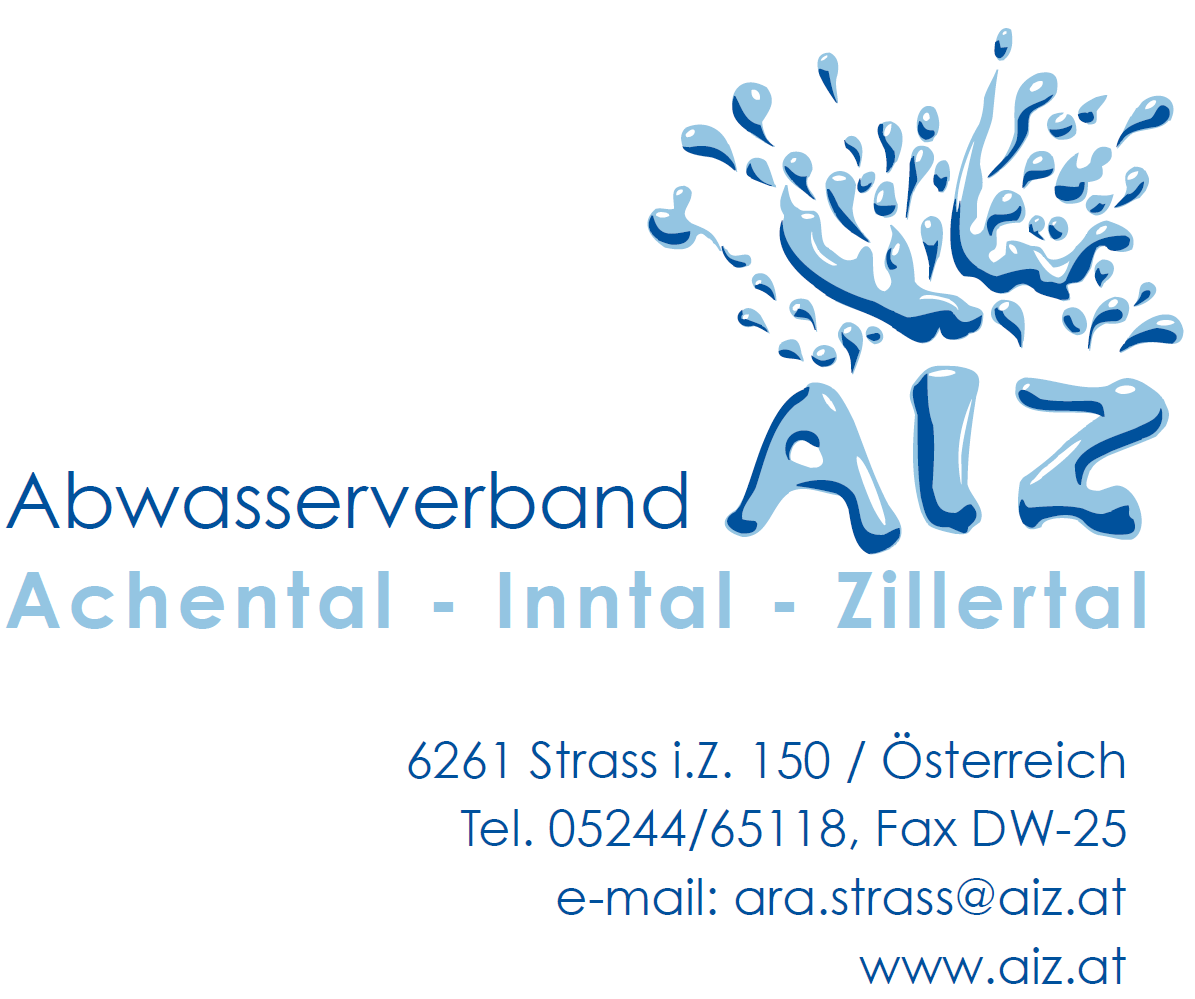 AIZ
Abwasserverband
Achental - Inntal - Zillertal
6261 Strass i.Z. 150 / Österreich
Tel. 05244/65118, Fax DW-25
e-mail: ara.strass@aiz.at
www.aiz.at